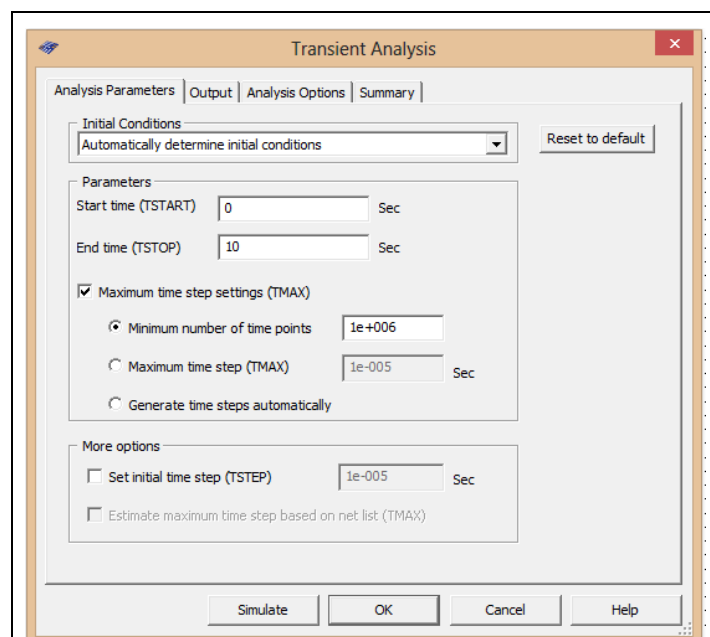 Transient Analysis
Analysis Parameters Output Analysis Options Summary
Initial Conditions
Automatically determine initial conditions
Reset to default
Parameters
Start time (TSTART) 0 Sec
End time (TSTOP) 10 Sec
Maximum time step settings (TMAX)
Minimum number of time points 1e+006
Maximum time step (TMAX) 1e-005 Sec
Generate time steps automatically
More options
Set initial time step (TSTEP) 1e-005 Sec
Estimate maximum time step based on net list (TMAX)
Simulate OK Cancel Help